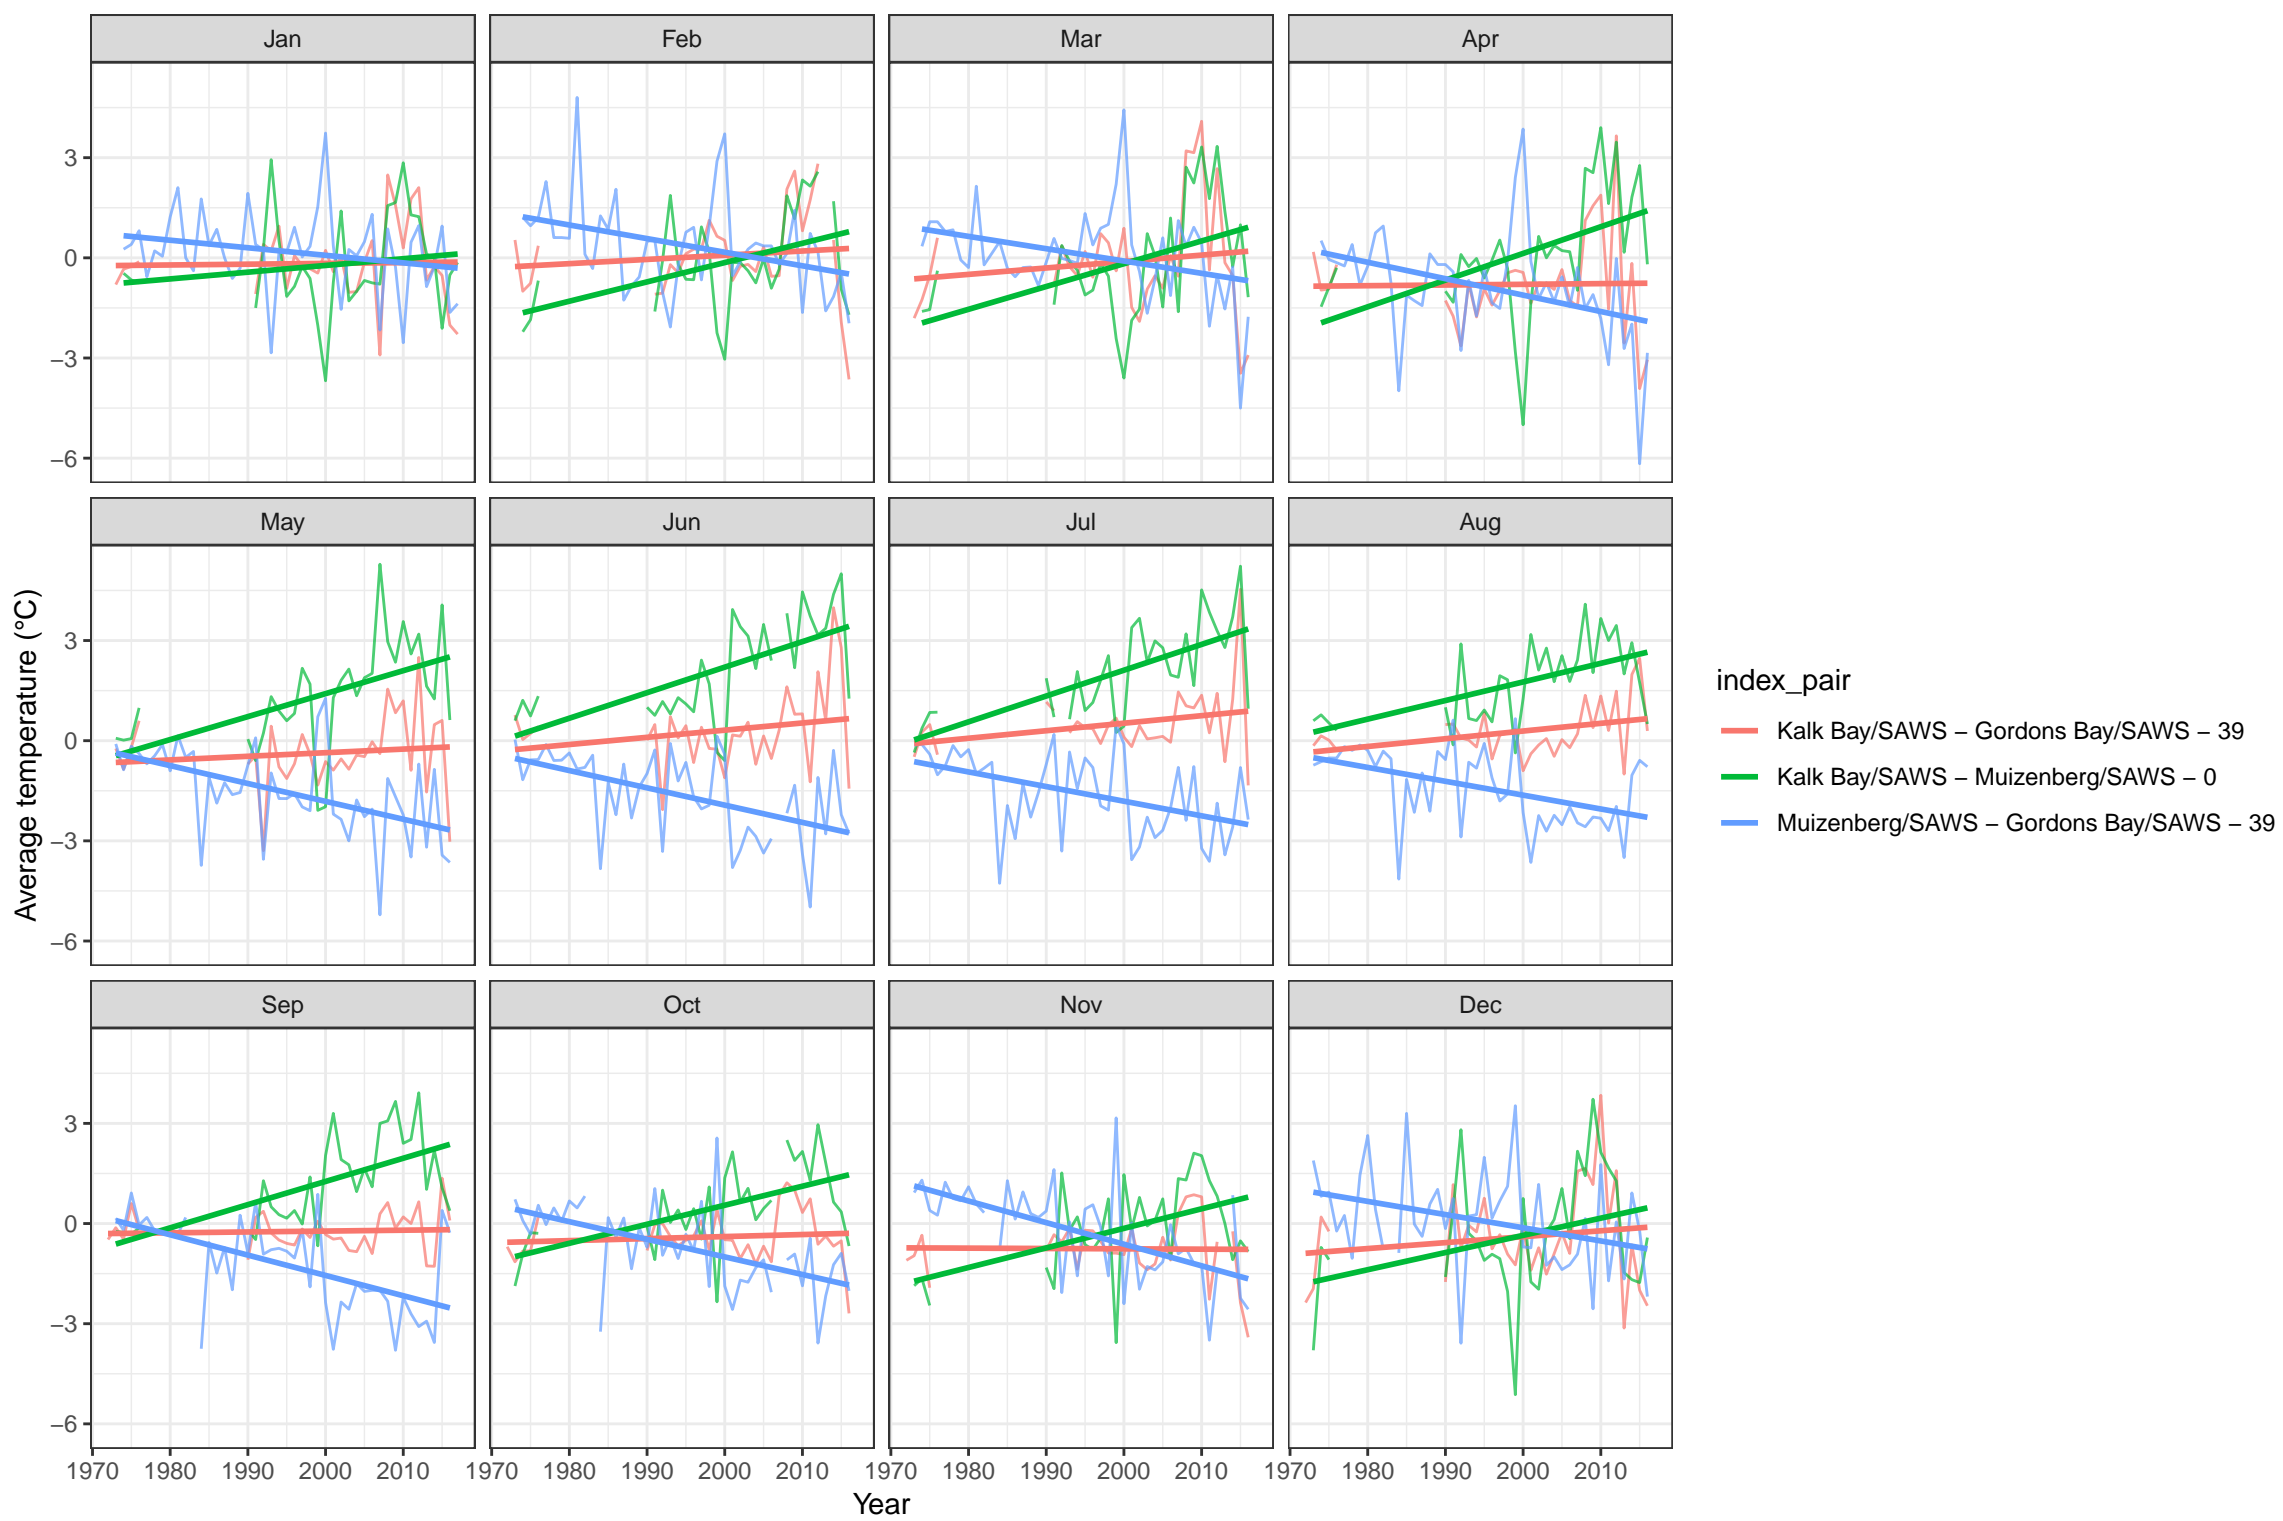 Jan Feb Mar Apr
3
0
−3
−6
May Jun Jul Aug
3
0
−3
−6
Sep Oct Nov Dec
3
0
−3
−6
1970 1980 1990 2000 2010 1970 1980 1990 2000 2010 1970 1980 1990 2000 2010 1970 1980 1990 2000 2010
Year
Average temperature (°C)
index_pair
Kalk Bay/SAWS − Gordons Bay/SAWS − 39
Kalk Bay/SAWS − Muizenberg/SAWS − 0
Muizenberg/SAWS − Gordons Bay/SAWS − 39